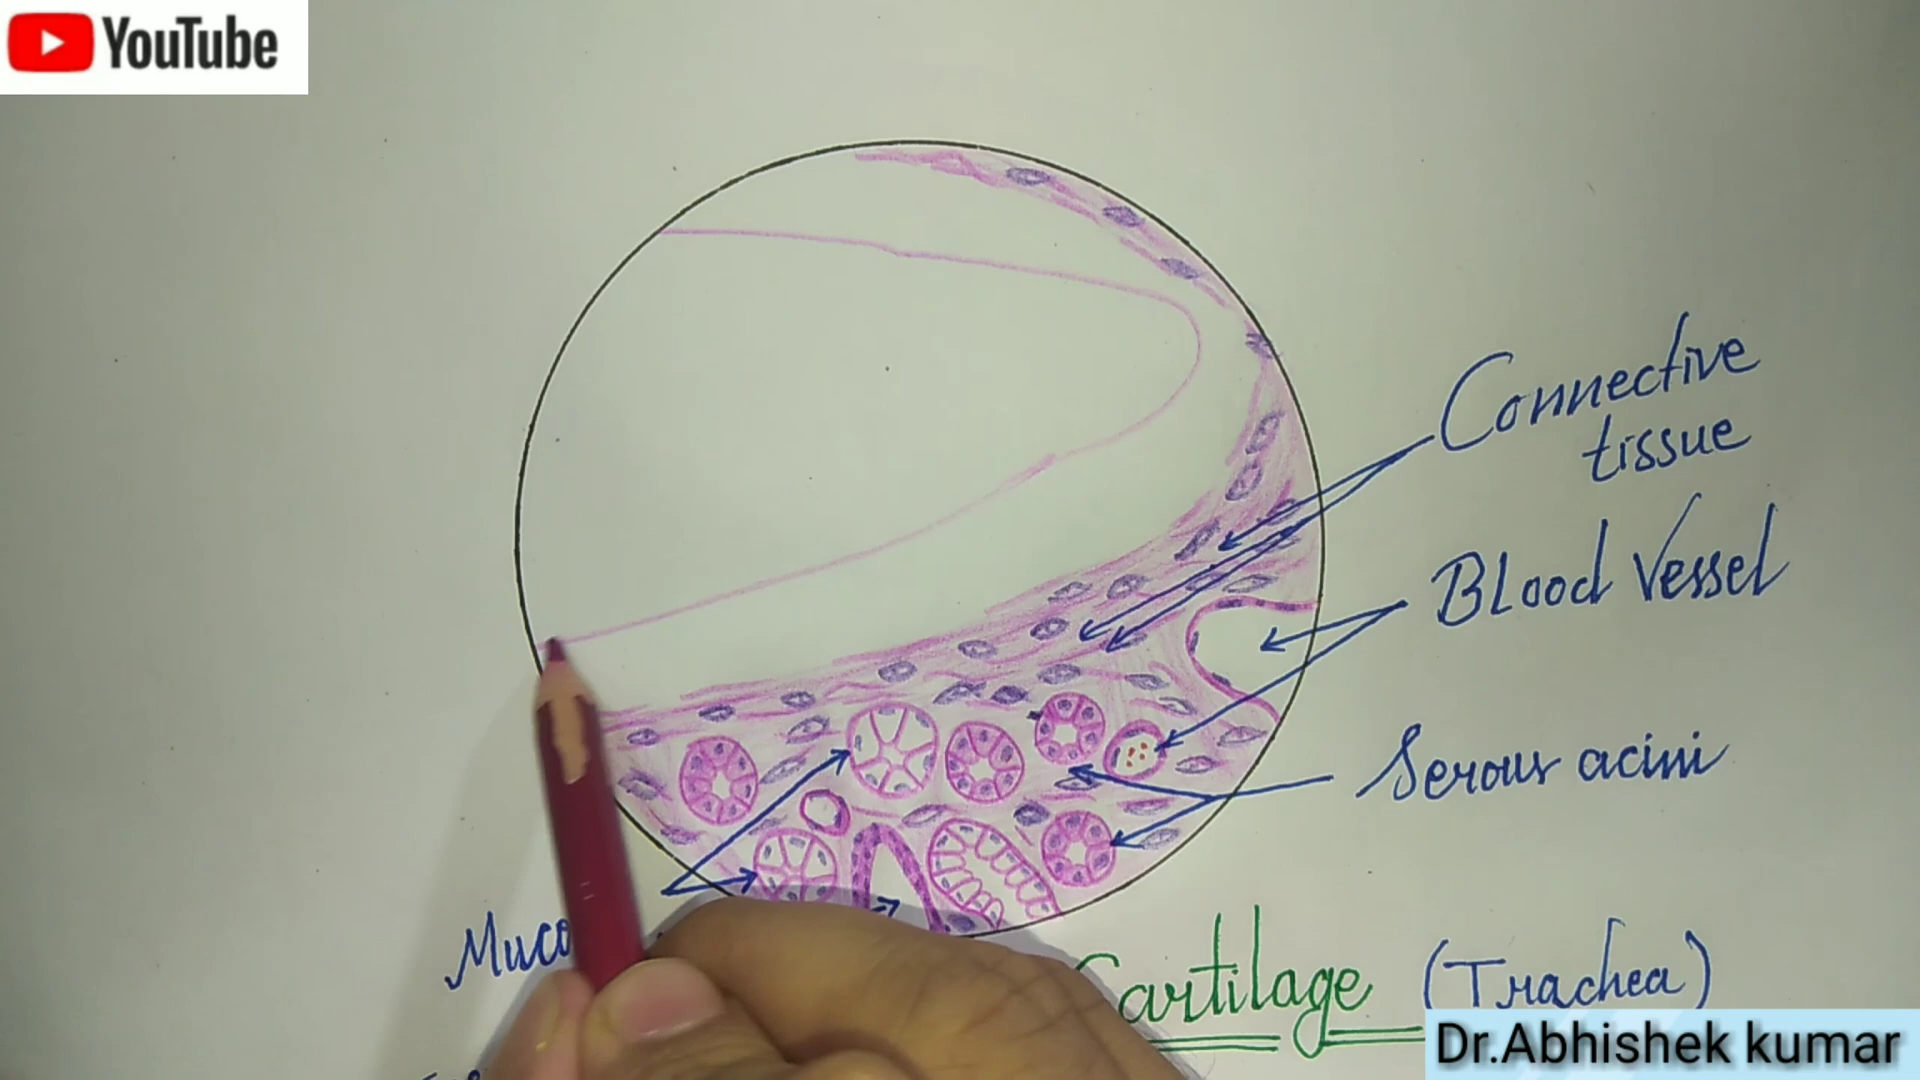 YouTube
Connective
tissue
Blood Vessel
Serous acini
Cartilage (Trachea)
Dr.Abhishek kumar